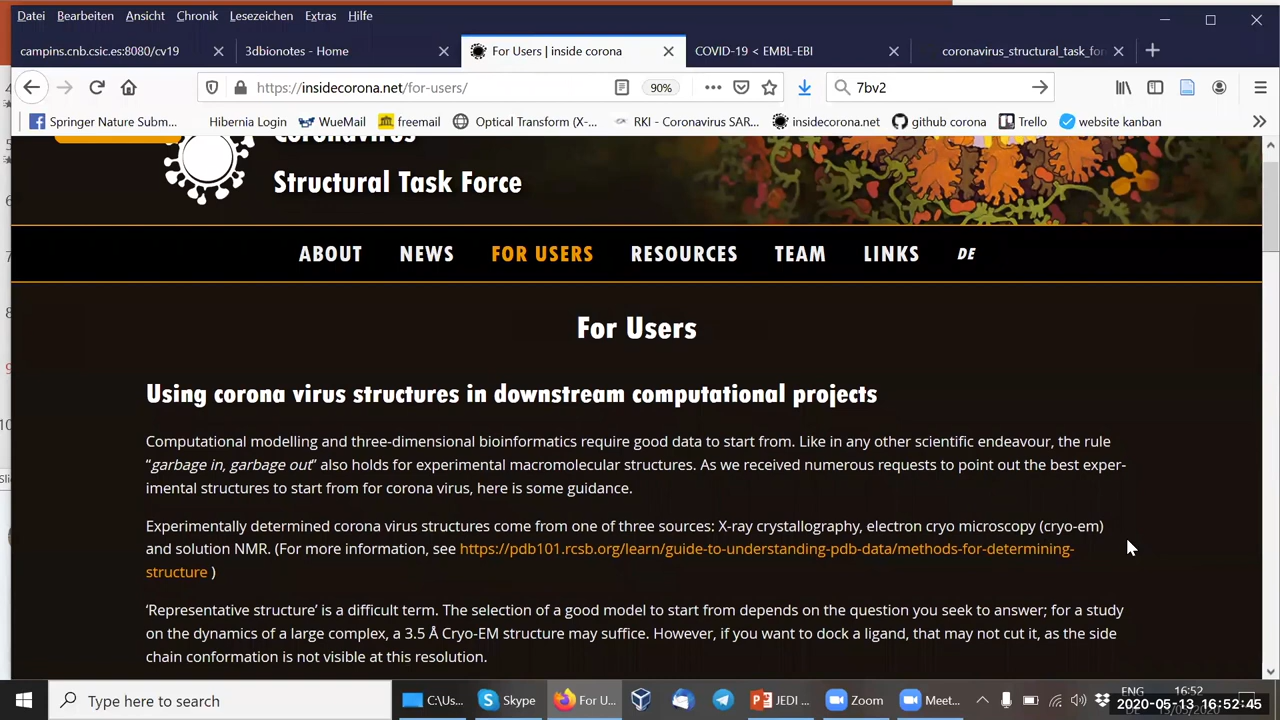 Datei Bearbeiten Ansicht Chronik Lesezeichen Extras Hilfe
campins.cnb.csic.es:8080/cv19 3dbionotes - Home For Users | inside corona COVID-19 < EMBL-EBI coronavirus_structural_task_for
https://insidecorona.net/for-users/ 90% 7bv2
Springer Nature Subm... Hibernia Login WueMail freemail Optical Transform (X-... RKI - Coronavirus SAR... insidecorona.net github corona Trello website kanban
Structural Task Force
ABOUT NEWS FOR USERS RESOURCES TEAM LINKS DE
For Users
Using corona virus structures in downstream computational projects
Computational modelling and three-dimensional bioinformatics require good data to start from. Like in any other scientific endeavour, the rule
“garbage in, garbage out” also holds for experimental macromolecular structures. As we received numerous requests to point out the best exper-
imental structures to start from for corona virus, here is some guidance.
Experimentally determined corona virus structures come from one of three sources: X-ray crystallography, electron cryo microscopy (cryo-em)
and solution NMR. (For more information, see https://pdb101.rcsb.org/learn/guide-to-understanding-pdb-data/methods-for-determining-
structure )
‘Representative structure’ is a difficult term. The selection of a good model to start from depends on the question you seek to answer; for a study
on the dynamics of a large complex, a 3.5 Å Cryo-EM structure may suffice. However, if you want to dock a ligand, that may not cut it, as the side
chain conformation is not visible at this resolution.
Type here to search C:\Us... Skype For U... JEDI ... Zoom Meet... ENG 16:52
2020-05-13 16:52:45